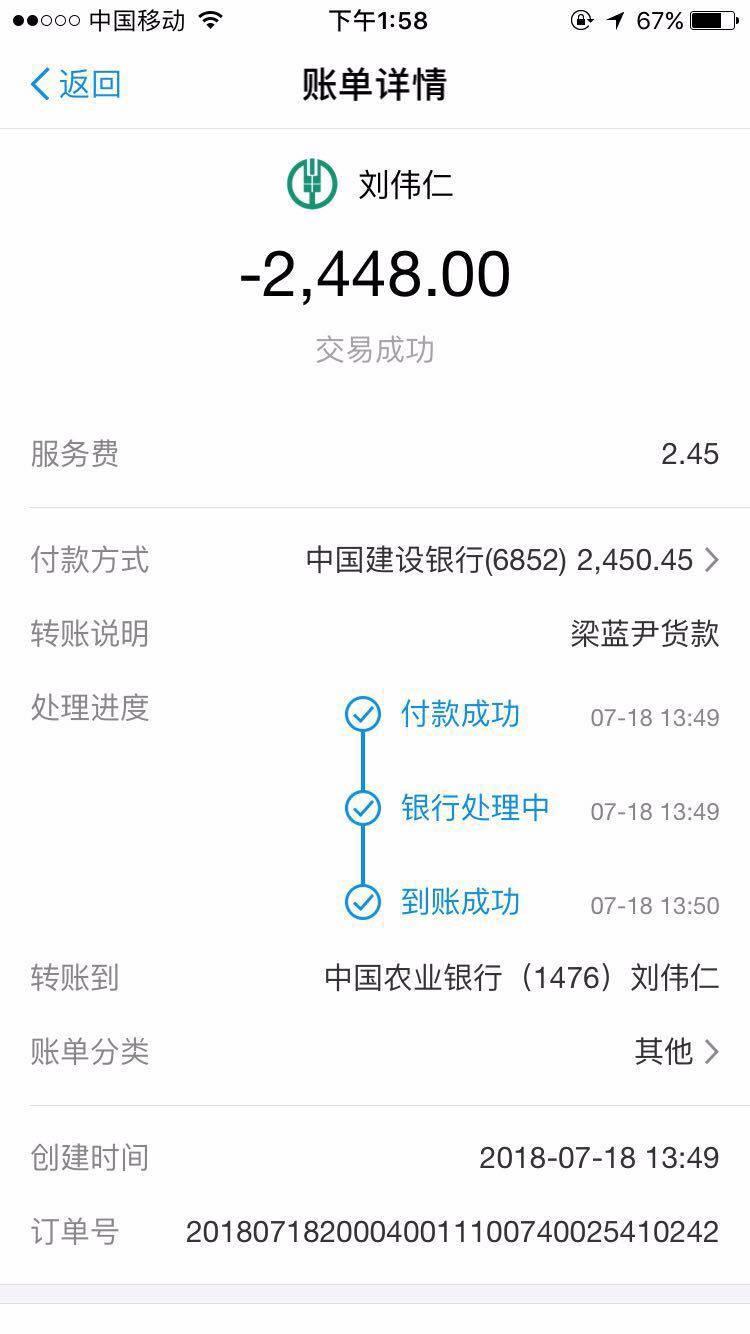 中国移动 下午1:58 67%
返回 账单详情
刘伟仁
-2,448.00
交易成功
服务费 2.45
付款方式 中国建设银行(6852) 2,450.45
转账说明 梁蓝尹货款
处理进度 付款成功 07-18 13:49
银行处理中 07-18 13:49
到账成功 07-18 13:50
转账到 中国农业银行（1476）刘伟仁
账单分类 其他
创建时间 2018-07-18 13:49
订单号 20180718200040011100740025410242